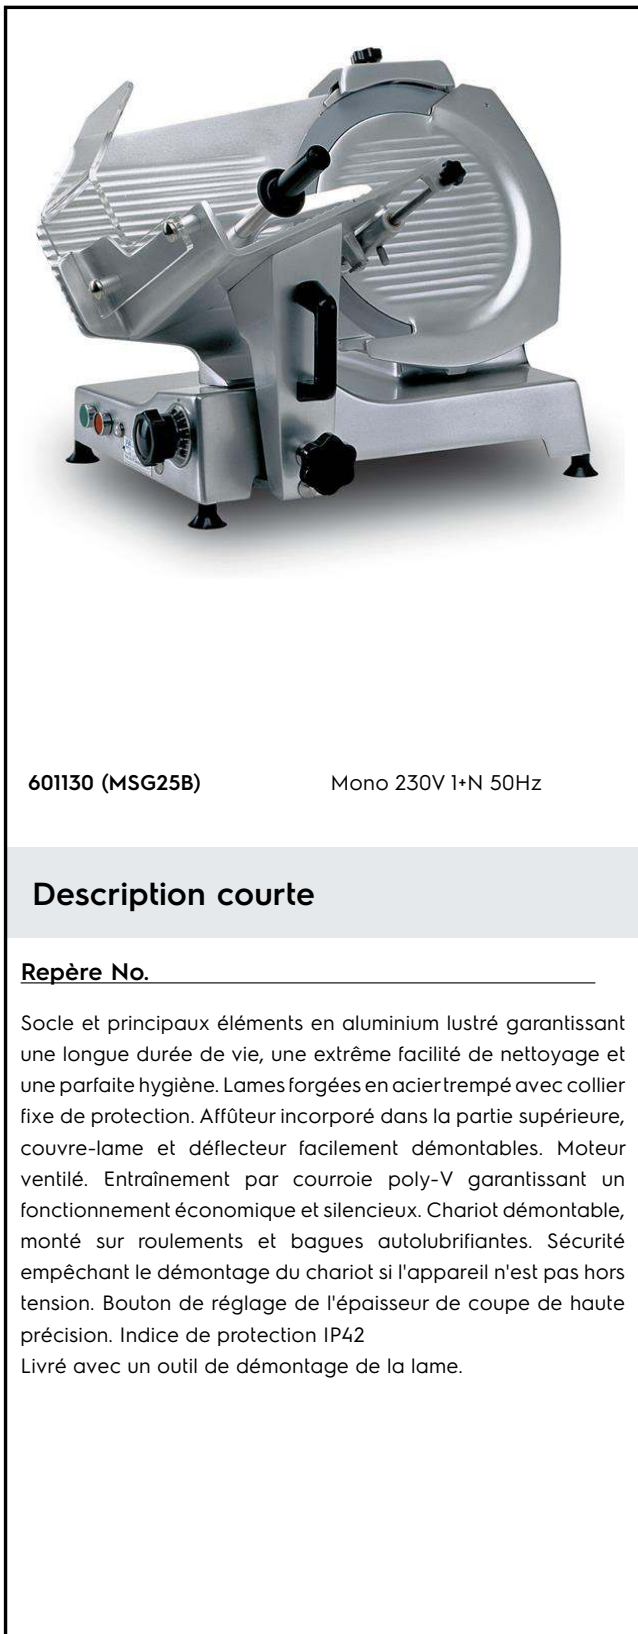 601130 (MSG25B) Mono 230V 1+N 50Hz
Description courte
Repère No.
Socle et principaux éléments en aluminium lustré garantissant
une longue durée de vie, une extrême facilité de nettoyage et
une parfaite hygiène. Lames forgées en acier trempé avec collier
fixe de protection. Affûteur incorporé dans la partie supérieure,
couvre-lame et déflecteur facilement démontables. Moteur
ventilé. Entraînement par courroie poly-V garantissant un
fonctionnement économique et silencieux. Chariot démontable,
monté sur roulements et bagues autolubrifiantes. Sécurité
empêchant le démontage du chariot si l'appareil n'est pas hors
tension. Bouton de réglage de l'épaisseur de coupe de haute
précision. Indice de protection IP42
Livré avec un outil de démontage de la lame.